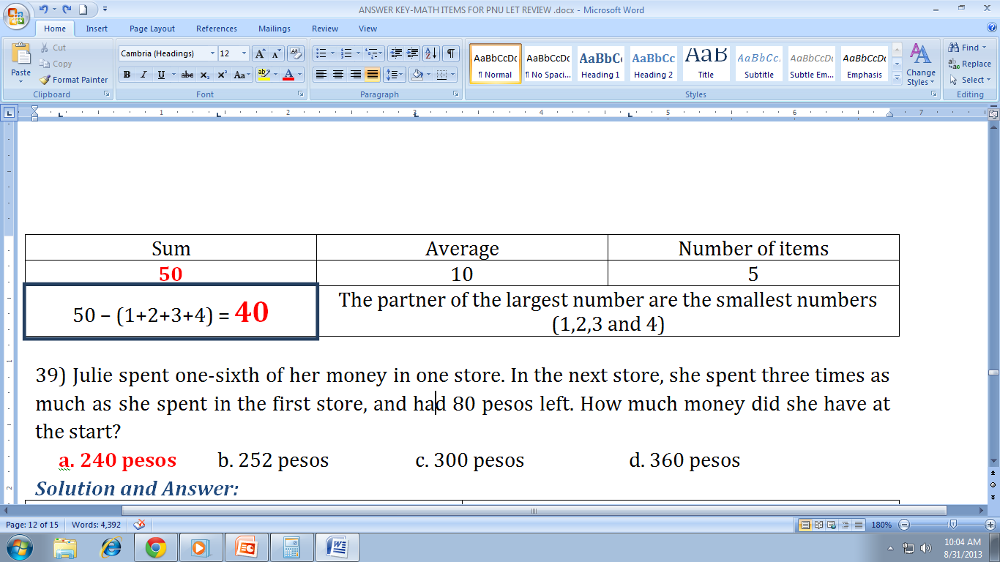 ANSWER KEY-MATH ITEMS FOR PNU LET REVIEW .docx - Microsoft Word
Home Insert Page Layout References Mailings Review View
Paste
Cut
Copy
Format Painter
Clipboard
Cambria (Headings) 12
Font
Paragraph
AaBbCcDc AaBbCcDc AaBbC AaBbCc AaB AaBbCc. AaBbCcDc AaBbCcDc
¶ Normal ¶ No Spaci... Heading 1 Heading 2 Title Subtitle Subtle Em... Emphasis
Change Styles
Styles
Find
Replace
Select
Editing
1 2 3 4 5 6 7
Sum Average Number of items
50 10 5
50 – (1+2+3+4) = 40
The partner of the largest number are the smallest numbers
(1,2,3 and 4)
39) Julie spent one-sixth of her money in one store. In the next store, she spent three times as
much as she spent in the first store, and had 80 pesos left. How much money did she have at
the start?
a. 240 pesos b. 252 pesos c. 300 pesos d. 360 pesos
Solution and Answer:
Page: 12 of 15 Words: 4,392 180%
10:04 AM
8/31/2013